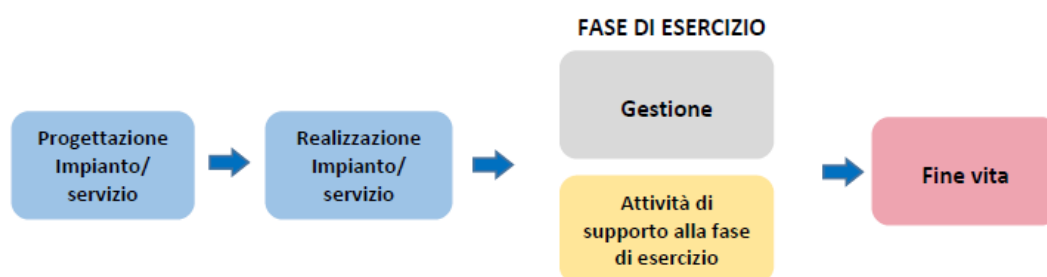 FASE DI ESERCIZIO
Progettazione
Impianto/
servizio
Realizzazione
Impianto/
servizio
Gestione
Attività di
supporto alla fase
di esercizio
Fine vita